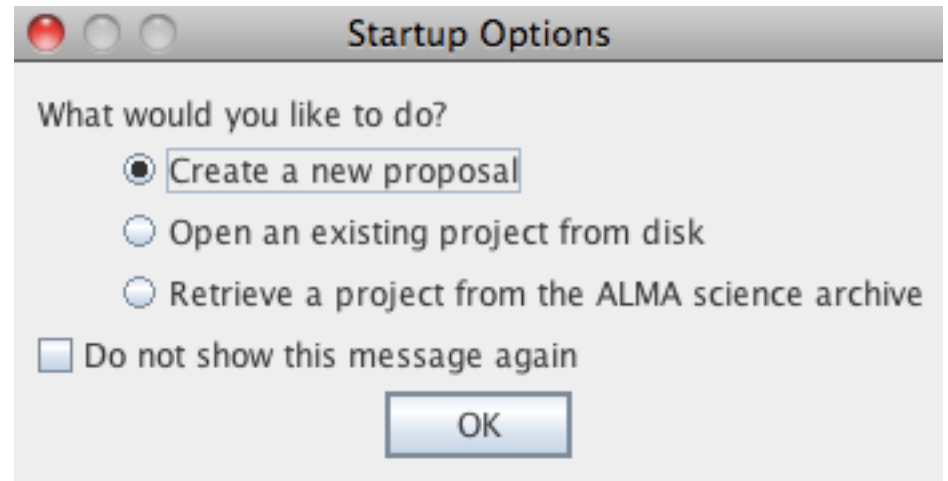 Startup Options
What would you like to do?
Create a new proposal
Open an existing project from disk
Retrieve a project from the ALMA science archive
Do not show this message again
OK